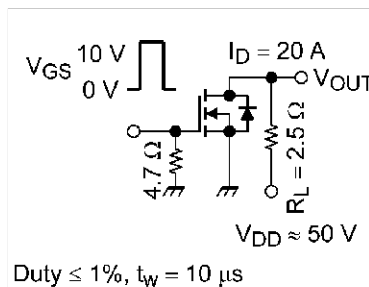 V_GS
10 V
0 V
I_D = 20 A
V_OUT
4.7 Ω
R_L = 2.5 Ω
V_DD ≈ 50 V
Duty ≤ 1%, t_w = 10 μs